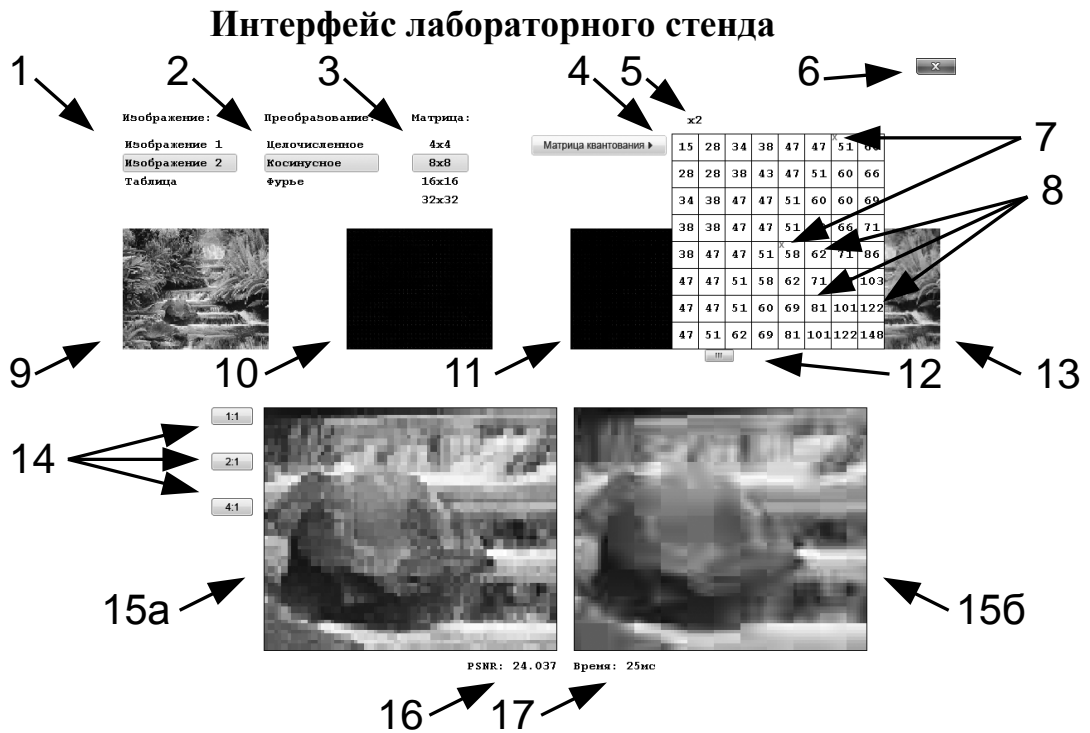 Интерфейс лабораторного стенда
1 2 3 4 5 6
x
Изображение: Преобразование: Матрица:
x2
Изображение 1 Целочисленное 4x4
Изображение 2 Косинусное 8x8
Таблица Фурье 16x16
32x32
Матрица квантования
x
15 28 34 38 47 47 51
28 28 38 43 47 51 60 66
34 38 47 47 51 60 60 69
38 38 47 47 51 66 71
x
38 47 47 51 58 62 71 86
47 47 51 58 62 71 103
47 47 51 60 69 81 101 122
47 51 62 69 81 101 122 148
7
8
9 10 11 12 13
14
1:1
2:1
4:1
15а 15б
PSNR: 24.037 Время: 25мс
16 17